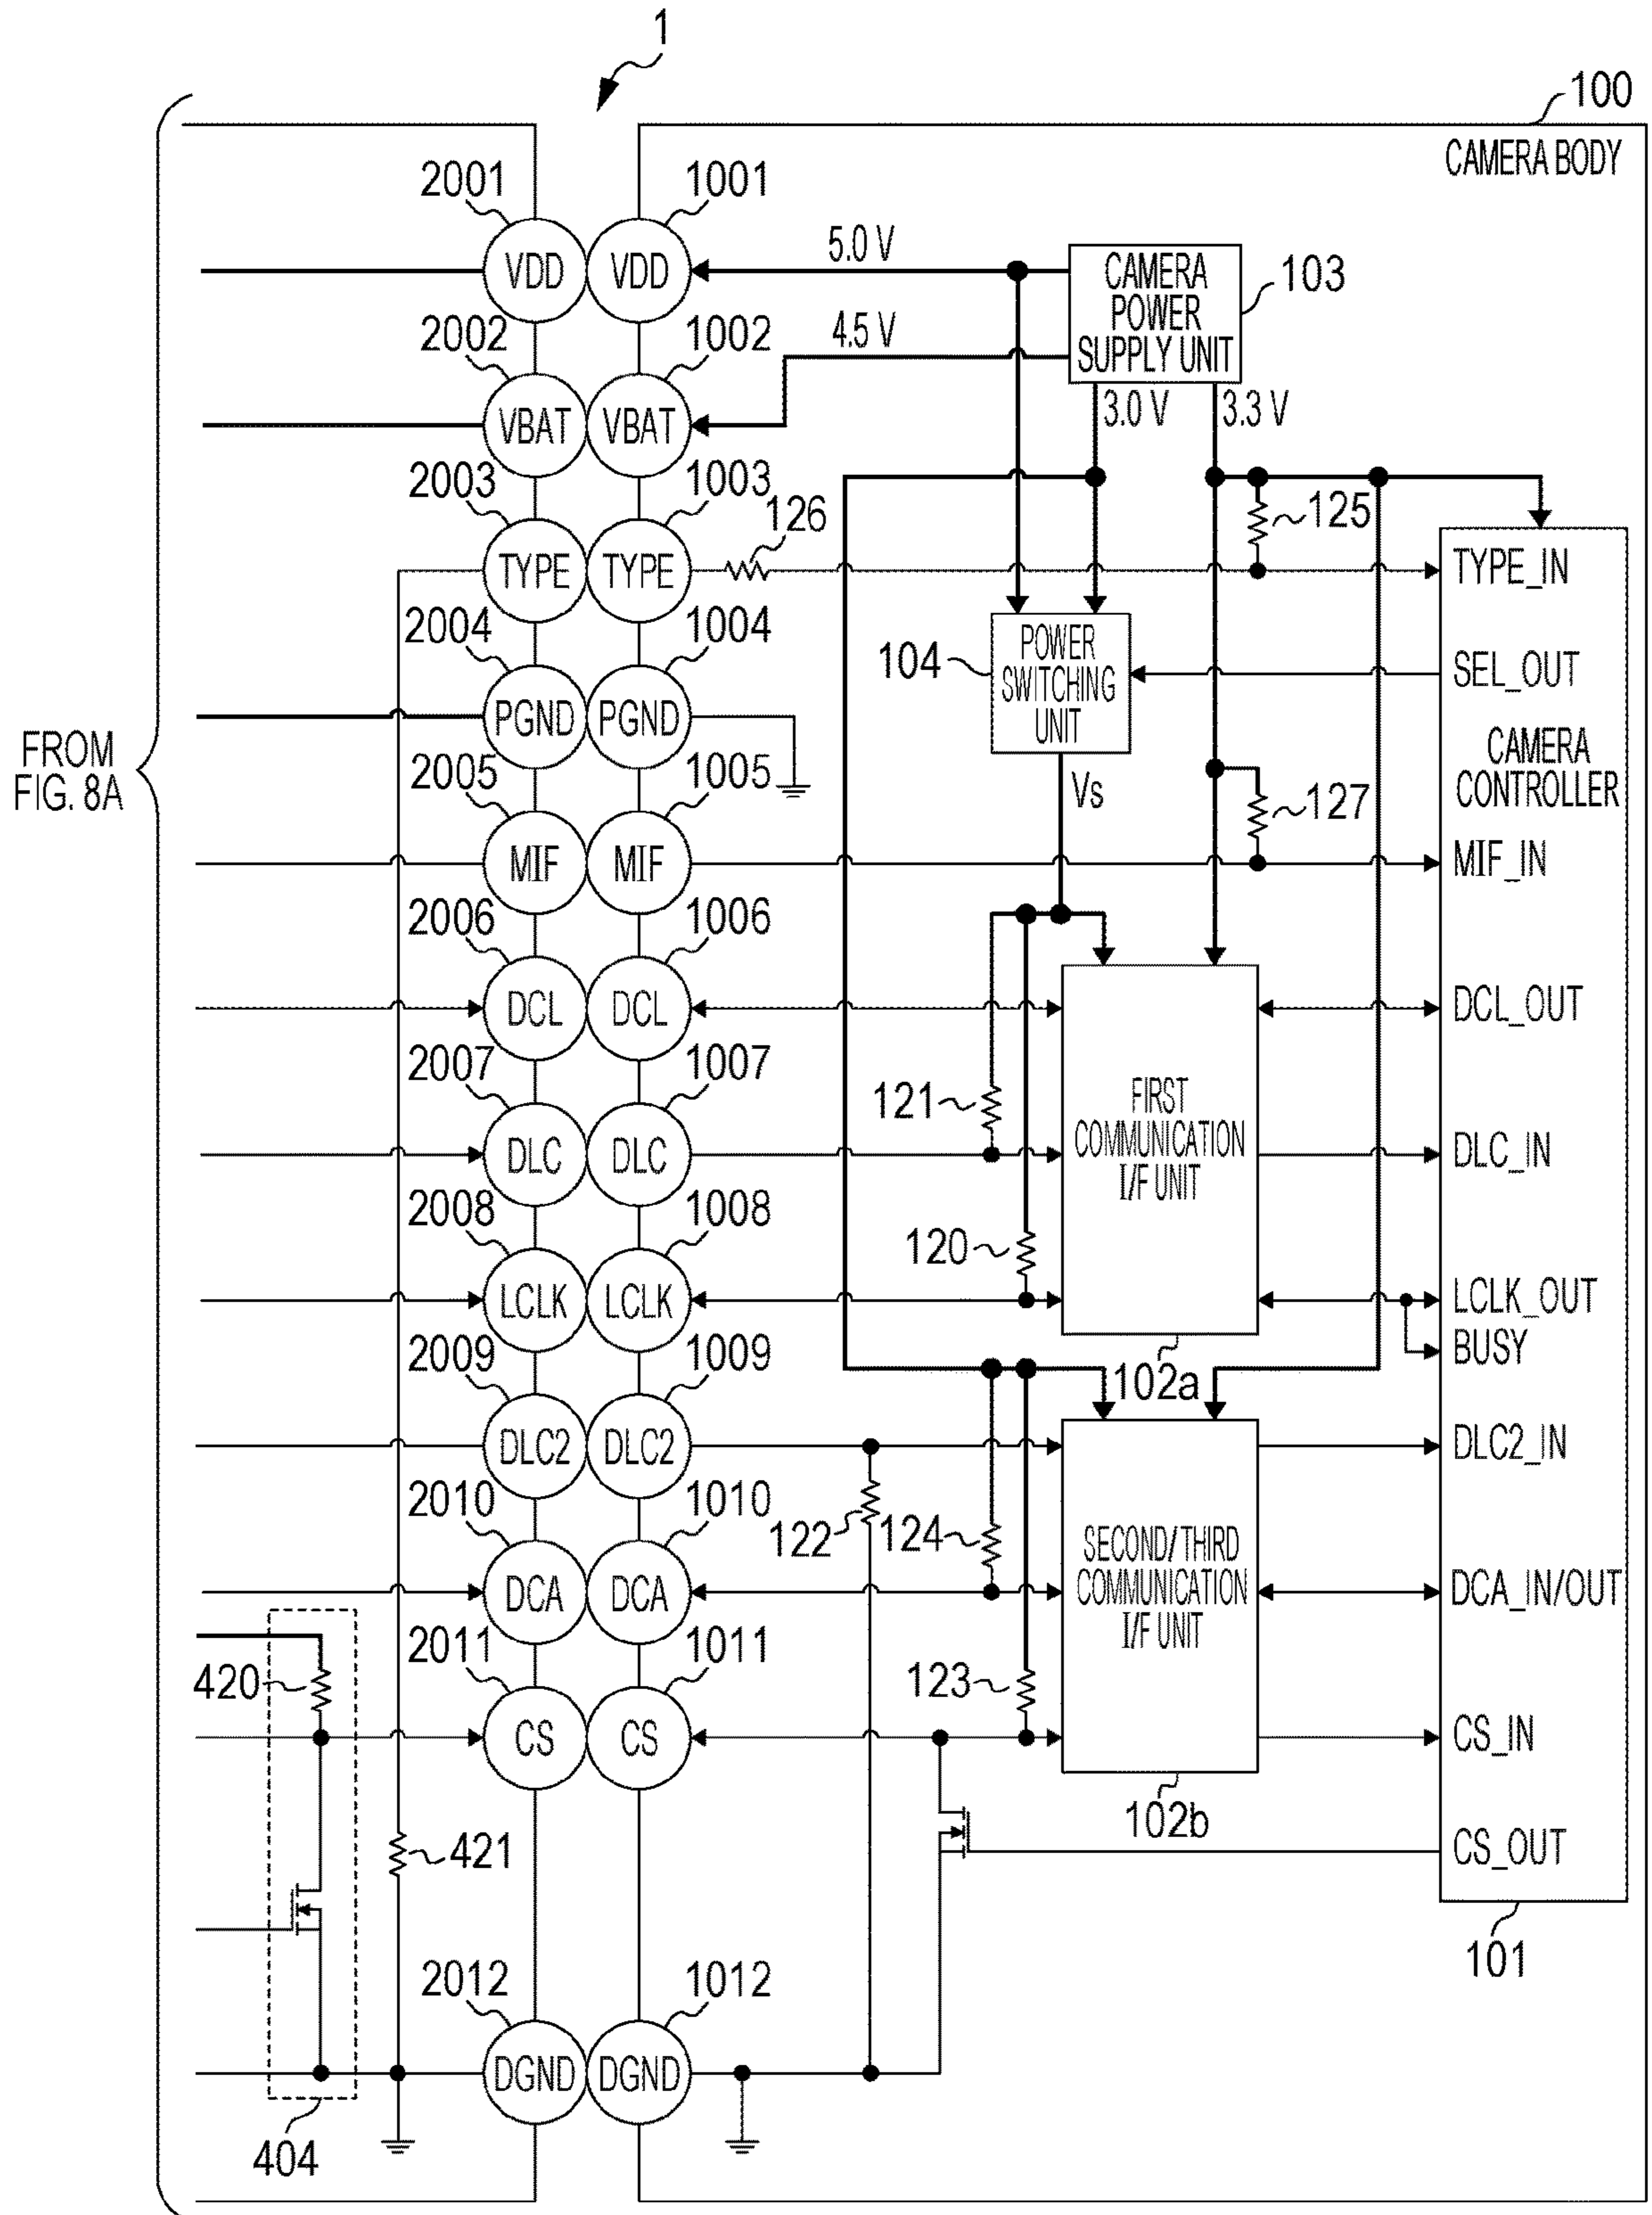 1
100
CAMERA BODY
2001
1001
VDD
VDD
5.0 V
CAMERA
POWER
SUPPLY UNIT
103
2002
1002
4.5 V
VBAT
VBAT
3.0 V
3.3 V
2003
1003
126
125
TYPE
TYPE
TYPE_IN
2004
1004
104
POWER
SWITCHING
UNIT
SEL_OUT
PGND
PGND
FROM
FIG. 8A
CAMERA
CONTROLLER
2005
1005
Vs
127
MIF
MIF
MIF_IN
2006
1006
DCL
DCL
DCL_OUT
2007
1007
121
FIRST
COMMUNICATION
I/F UNIT
DLC
DLC
DLC_IN
2008
1008
120
LCLK
LCLK
LCLK_OUT
BUSY
2009
1009
102a
DLC2
DLC2
DLC2_IN
2010
1010
122
124
SECOND/THIRD
COMMUNICATION
I/F UNIT
DCA
DCA
DCA_IN/OUT
2011
1011
420
123
CS
CS
CS_IN
102b
421
CS_OUT
101
2012
1012
DGND
DGND
404